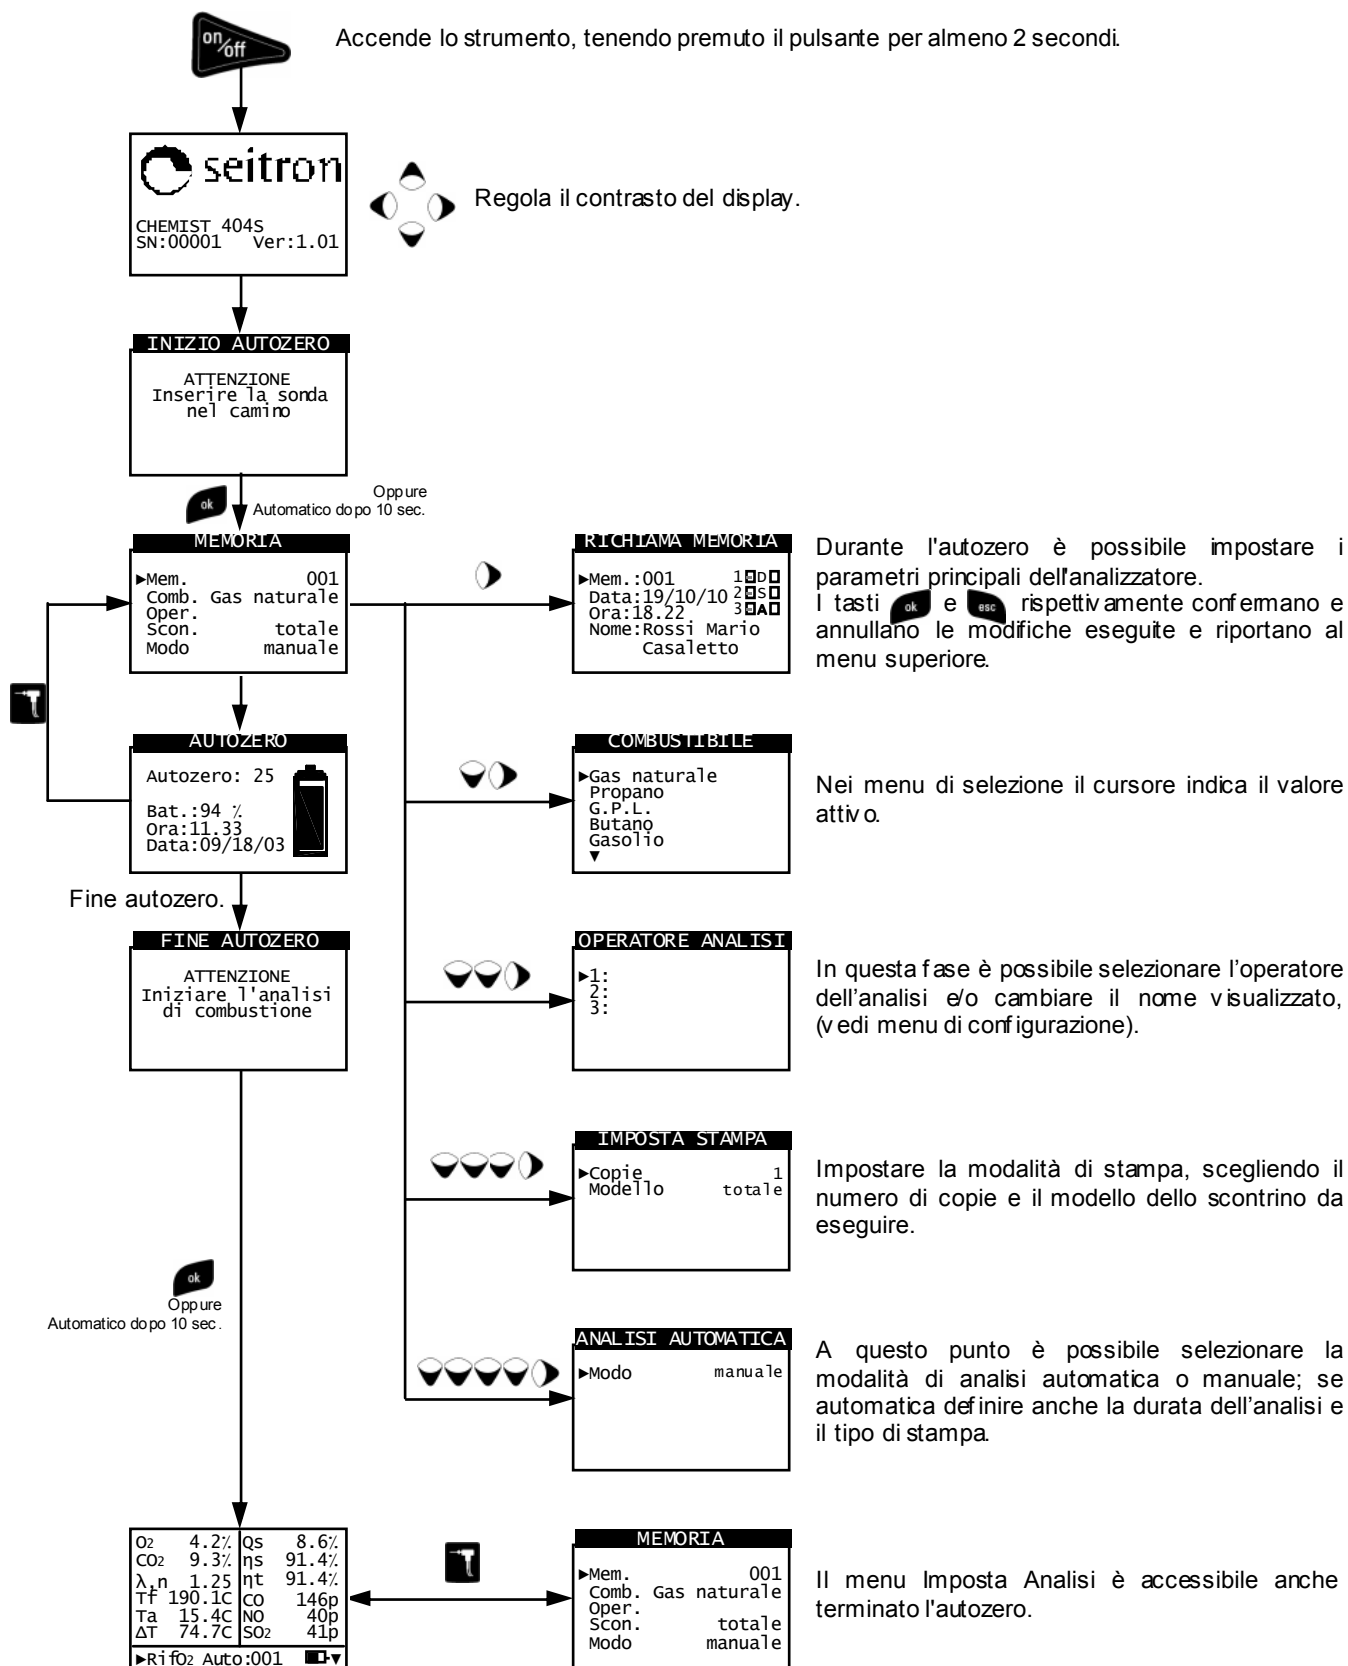 on/off
Accende lo strumento, tenendo premuto il pulsante per almeno 2 secondi.
seitron
CHEMIST 404S
SN:00001 Ver:1.01
Regola il contrasto del display.
INIZIO AUTOZERO
ATTENZIONE
Inserire la sonda
nel camino
ok
Oppure
Automatico dopo 10 sec.
MEMORIA
▶Mem. 001
Comb. Gas naturale
Oper.
Scon. totale
Modo manuale
RICHIAMA MEMORIA
▶Mem.:001 1 D
Data:19/10/10 2 S
Ora:18.22 3 A
Nome:Rossi Mario
Casaletto
Durante l'autozero è possibile impostare i
parametri principali dell'analizzatore.
I tasti ok e esc rispettivamente confermano e
annullano le modifiche eseguite e riportano al
menu superiore.
AUTOZERO
Autozero: 25
Bat.:94 %
Ora:11.33
Data:09/18/03
COMBUSTIBILE
▶Gas naturale
Propano
G.P.L.
Butano
Gasolio
▼
Nei menu di selezione il cursore indica il valore
attivo.
Fine autozero.
FINE AUTOZERO
ATTENZIONE
Iniziare l'analisi
di combustione
OPERATORE ANALISI
▶1:
2:
3:
In questa fase è possibile selezionare l’operatore
dell’analisi e/o cambiare il nome visualizzato,
(vedi menu di configurazione).
IMPOSTA STAMPA
▶Copie 1
Modello totale
Impostare la modalità di stampa, scegliendo il
numero di copie e il modello dello scontrino da
eseguire.
ok
Oppure
Automatico dopo 10 sec.
ANALISI AUTOMATICA
▶Modo manuale
A questo punto è possibile selezionare la
modalità di analisi automatica o manuale; se
automatica definire anche la durata dell’analisi e
il tipo di stampa.
O2 4.2% Qs 8.6%
CO2 9.3% ηs 91.4%
λ,n 1.25 ηt 91.4%
Tf 190.1C CO 146p
Ta 15.4C NO 40p
ΔT 74.7C SO2 41p
▶RifO2 Auto:001 ▼
MEMORIA
▶Mem. 001
Comb. Gas naturale
Oper.
Scon. totale
Modo manuale
Il menu Imposta Analisi è accessibile anche
terminato l'autozero.